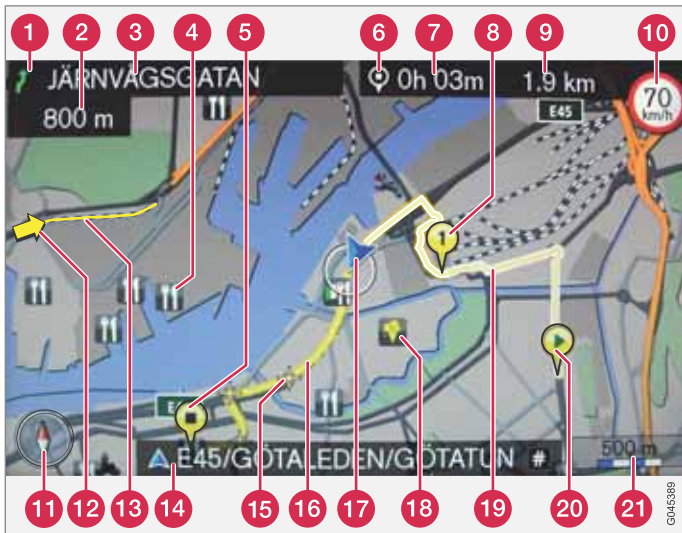 1 2 3 4 5 6 7 8 9 10
JÄRNVÄGSGATAN
800 m
0h 03m
1.9 km
70
km/h
E45
1
E
E45/GÖTALEDEN/GÖTATUN #
500 m
11 12 13 14 15 16 17 18 19 20 21
G045389